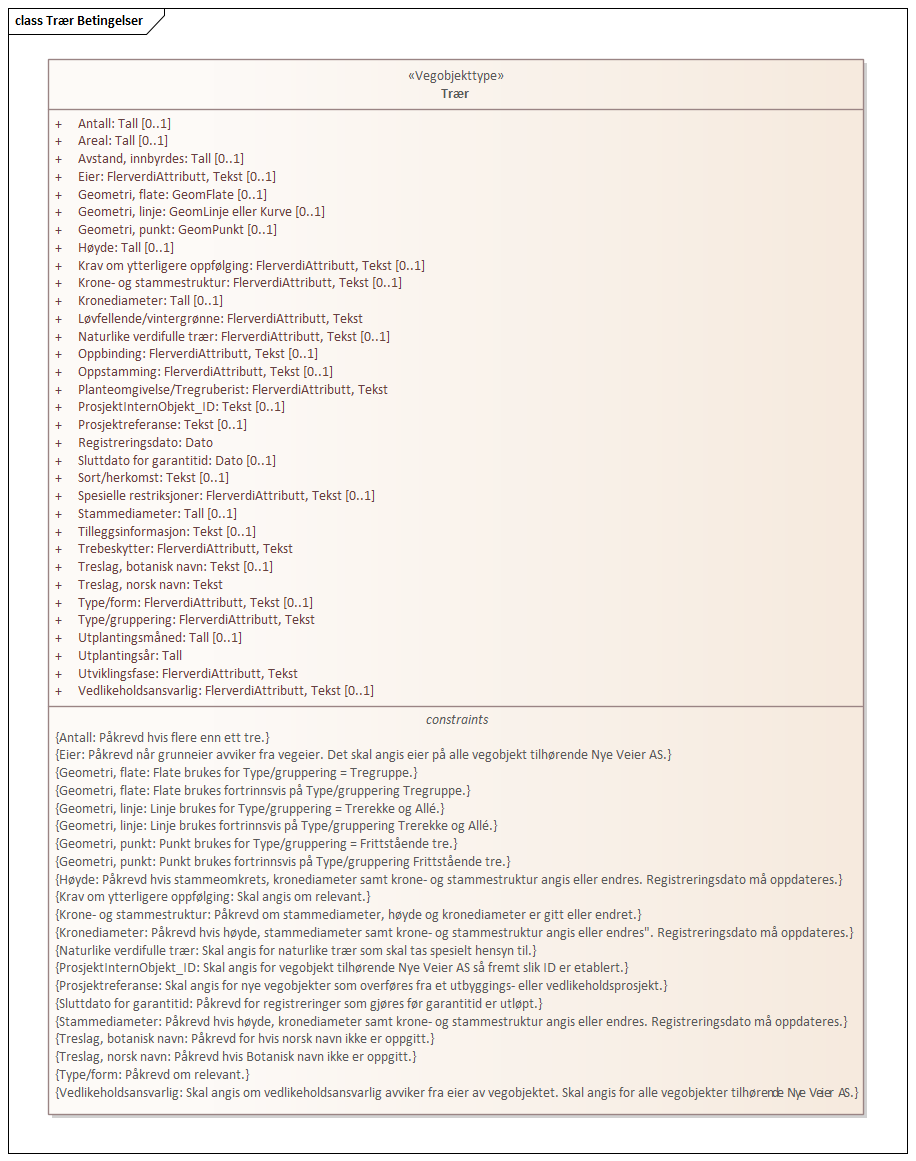 class Trær Betingelser
«Vegobjekttype»
Trær
+ Antall: Tall [0..1]
+ Areal: Tall [0..1]
+ Avstand, innbyrdes: Tall [0..1]
+ Eier: FlerverdiAttributt, Tekst [0..1]
+ Geometri, flate: GeomFlate [0..1]
+ Geometri, linje: GeomLinje eller Kurve [0..1]
+ Geometri, punkt: GeomPunkt [0..1]
+ Høyde: Tall [0..1]
+ Krav om ytterligere oppfølging: FlerverdiAttributt, Tekst [0..1]
+ Krone- og stammestruktur: FlerverdiAttributt, Tekst [0..1]
+ Kronediameter: Tall [0..1]
+ Løvfellende/vintergrønne: FlerverdiAttributt, Tekst
+ Naturlike verdifulle trær: FlerverdiAttributt, Tekst [0..1]
+ Oppbinding: FlerverdiAttributt, Tekst [0..1]
+ Oppstamming: FlerverdiAttributt, Tekst [0..1]
+ Planteomgivelse/Tregruberist: FlerverdiAttributt, Tekst
+ ProsjektInternObjekt_ID: Tekst [0..1]
+ Prosjektreferanse: Tekst [0..1]
+ Registreringsdato: Dato
+ Sluttdato for garantitid: Dato [0..1]
+ Sort/herkomst: Tekst [0..1]
+ Spesielle restriksjoner: FlerverdiAttributt, Tekst [0..1]
+ Stammediameter: Tall [0..1]
+ Tilleggsinformasjon: Tekst [0..1]
+ Trebeskytter: FlerverdiAttributt, Tekst
+ Treslag, botanisk navn: Tekst [0..1]
+ Treslag, norsk navn: Tekst
+ Type/form: FlerverdiAttributt, Tekst [0..1]
+ Type/gruppering: FlerverdiAttributt, Tekst
+ Utplantingsmåned: Tall [0..1]
+ Utplantingsår: Tall
+ Utviklingsfase: FlerverdiAttributt, Tekst
+ Vedlikeholdsansvarlig: FlerverdiAttributt, Tekst [0..1]
constraints
{Antall: Påkrevd hvis flere enn ett tre.}
{Eier: Påkrevd når grunneier avviker fra vegeier. Det skal angis eier på alle vegobjekt tilhørende Nye Veier AS.}
{Geometri, flate: Flate brukes for Type/gruppering = Tregruppe.}
{Geometri, flate: Flate brukes fortrinnsvis på Type/gruppering Tregruppe.}
{Geometri, linje: Linje brukes for Type/gruppering = Trerekke og Allé.}
{Geometri, linje: Linje brukes fortrinnsvis på Type/gruppering Trerekke og Allé.}
{Geometri, punkt: Punkt brukes for Type/gruppering = Frittstående tre.}
{Geometri, punkt: Punkt brukes fortrinnsvis på Type/gruppering Frittstående tre.}
{Høyde: Påkrevd hvis stammeomkrets, kronediameter samt krone- og stammestruktur angis eller endres. Registreringsdato må oppdateres.}
{Krav om ytterligere oppfølging: Skal angis om relevant.}
{Krone- og stammestruktur: Påkrevd om stammediameter, høyde og kronediameter er gitt eller endret.}
{Kronediameter: Påkrevd hvis høyde, stammediameter samt krone- og stammestruktur angis eller endres". Registreringsdato må oppdateres.}
{Naturlike verdifulle trær: Skal angis for naturlike trær som skal tas spesielt hensyn til.}
{ProsjektInternObjekt_ID: Skal angis for vegobjekt tilhørende Nye Veier AS så fremt slik ID er etablert.}
{Prosjektreferanse: Skal angis for nye vegobjekter som overføres fra et utbyggings- eller vedlikeholdsprosjekt.}
{Sluttdato for garantitid: Påkrevd for registreringer som gjøres før garantitid er utløpt.}
{Stammediameter: Påkrevd hvis høyde, kronediameter samt krone- og stammestruktur angis eller endres. Registreringsdato må oppdateres.}
{Treslag, botanisk navn: Påkrevd for hvis norsk navn ikke er oppgitt.}
{Treslag, norsk navn: Påkrevd hvis Botanisk navn ikke er oppgitt.}
{Type/form: Påkrevd om relevant.}
{Vedlikeholdsansvarlig: Skal angis om vedlikeholdsansvarlig avviker fra eier av vegobjektet. Skal angis for alle vegobjekter tilhørende Nye Veier AS.}